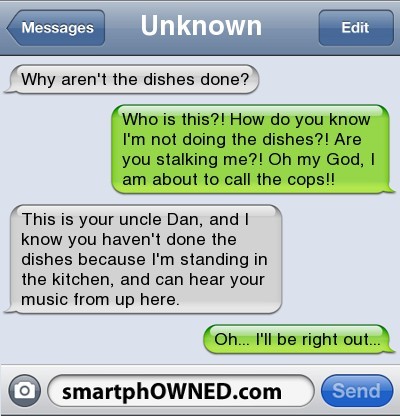 Messages
Unknown
Edit
Why aren't the dishes done?
Who is this?! How do you know
I'm not doing the dishes?! Are
you stalking me?! Oh my God, I
am about to call the cops!!
This is your uncle Dan, and I
know you haven't done the
dishes because I'm standing in
the kitchen, and can hear your
music from up here.
Oh... I'll be right out...
smartphOWNED.com
Send